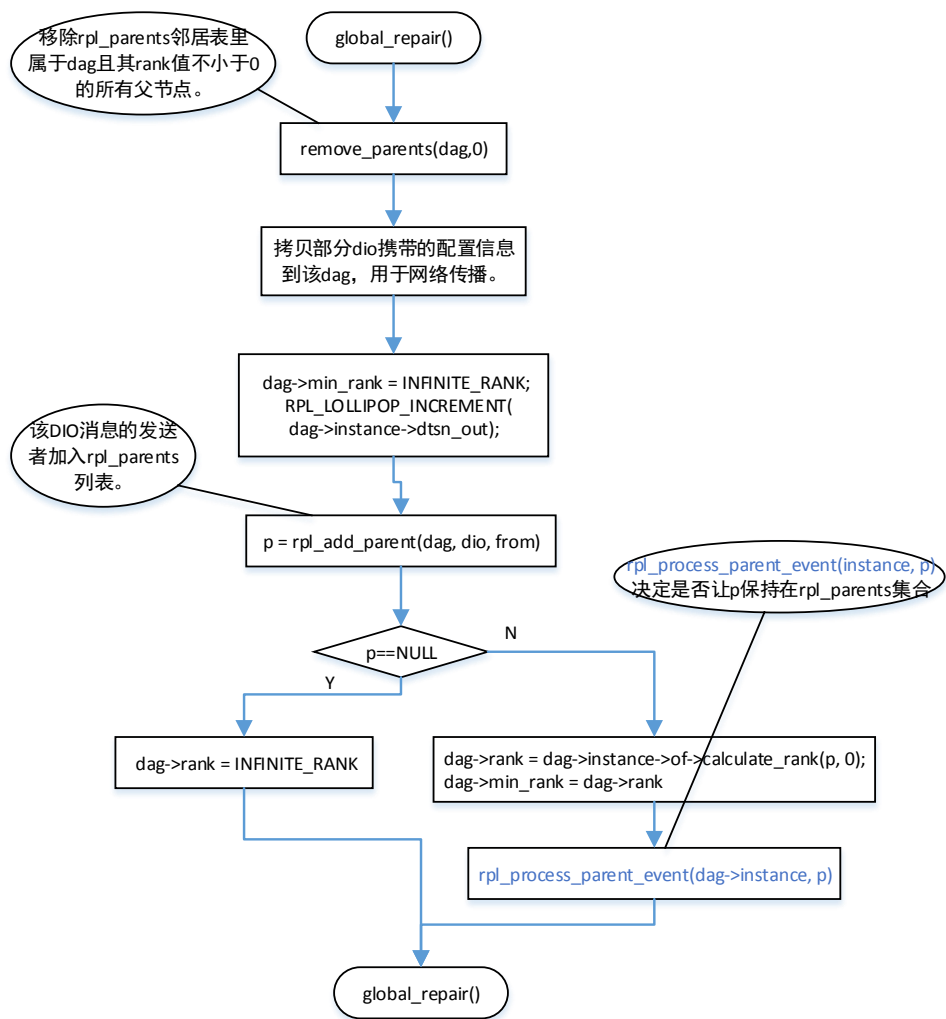 移除rpl_parents邻居表里
属于dag且其rank值不小于0
的所有父节点。
global_repair()
remove_parents(dag,0)
拷贝部分dio携带的配置信息
到该dag，用于网络传播。
dag->min_rank = INFINITE_RANK;
RPL_LOLLIPOP_INCREMENT(
dag->instance->dtsn_out);
该DIO消息的发送
者加入rpl_parents
列表。
p = rpl_add_parent(dag, dio, from)
rpl_process_parent_event(instance, p)
决定是否让p保持在rpl_parents集合
p==NULL
N
Y
dag->rank = INFINITE_RANK
dag->rank = dag->instance->of->calculate_rank(p, 0);
dag->min_rank = dag->rank
rpl_process_parent_event(dag->instance, p)
global_repair()